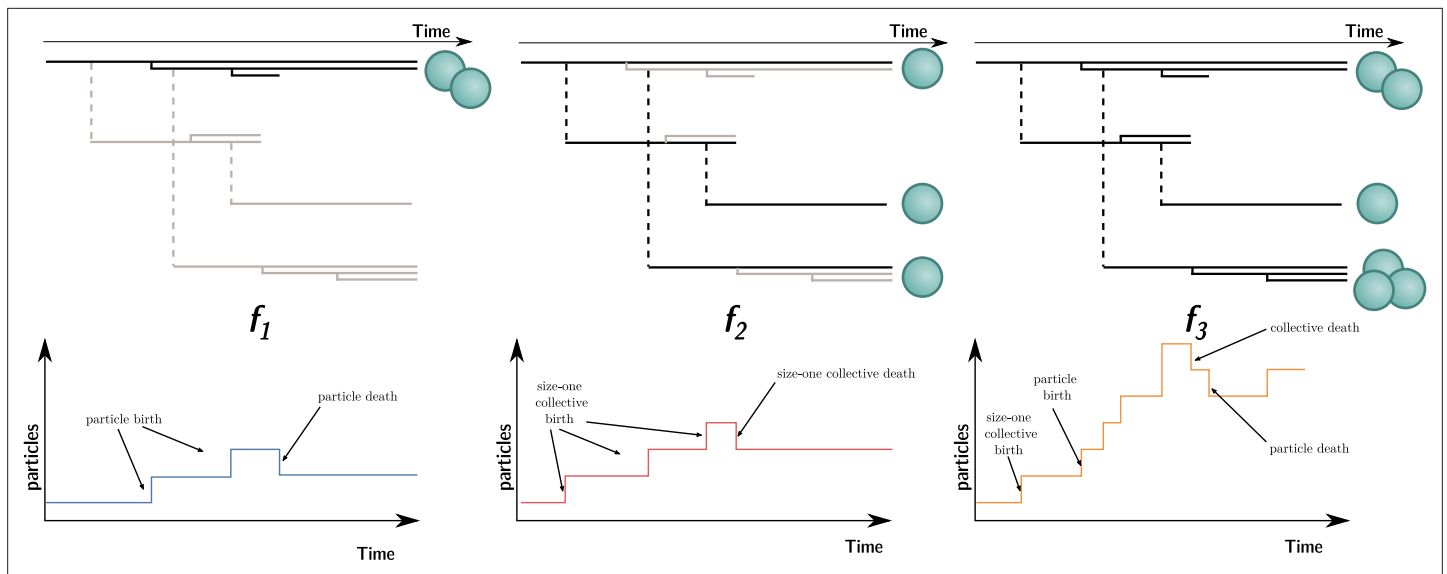 Time
Time
Time
f1
f2
f3
particles
particle birth
particle death
Time
particles
size-one
collective
birth
size-one collective death
Time
particles
size-one
collective
birth
particle
birth
collective death
particle death
Time